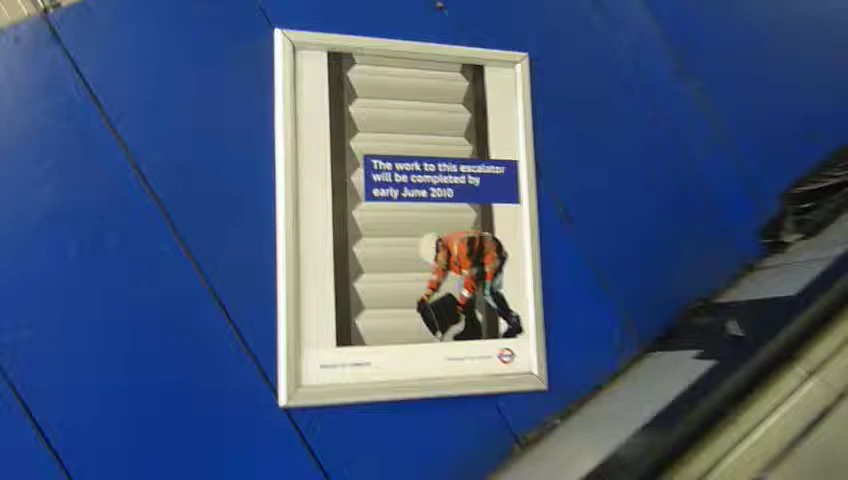 The work to this escalator
will be completed by
early June 2010